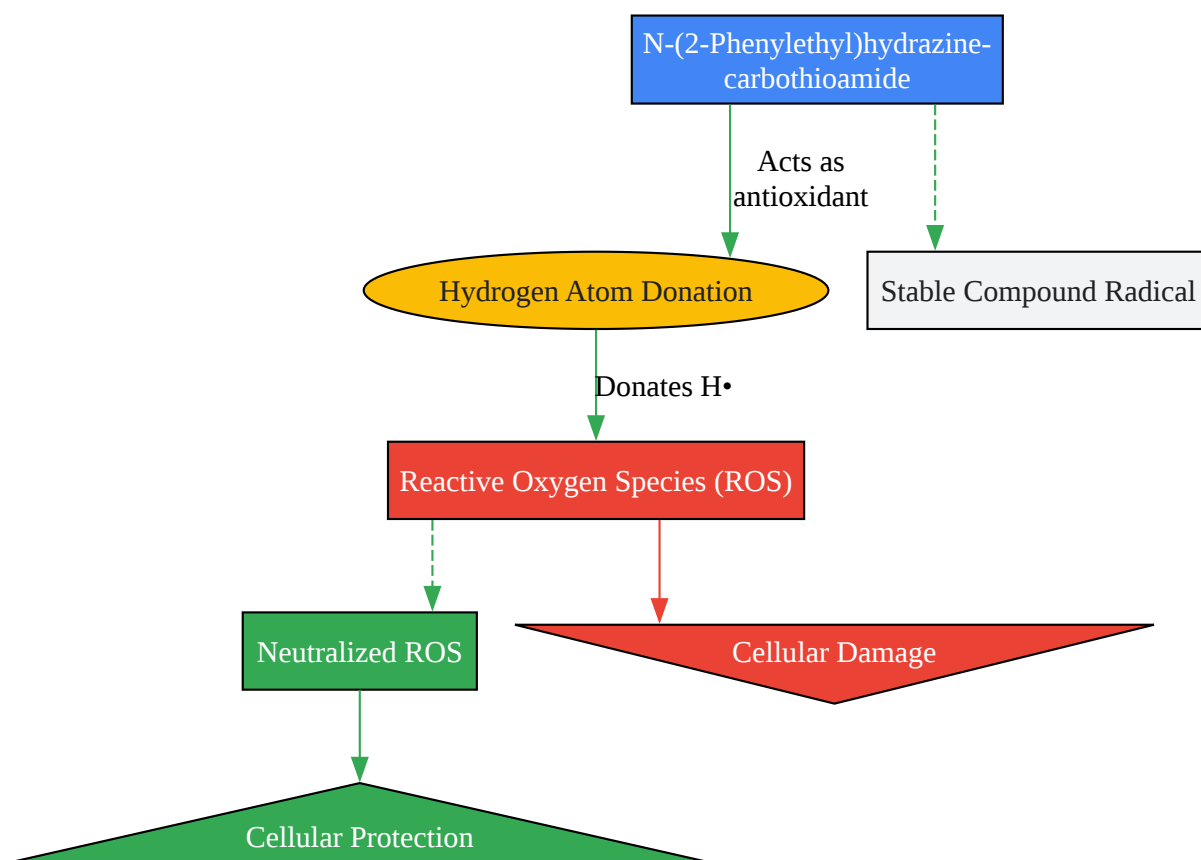 N-(2-Phenylethyl)hydrazine-
carbothioamide
Acts as
antioxidant
Hydrogen Atom Donation
Stable Compound Radical
Donates H•
Reactive Oxygen Species (ROS)
Neutralized ROS
Cellular Damage
Cellular Protection